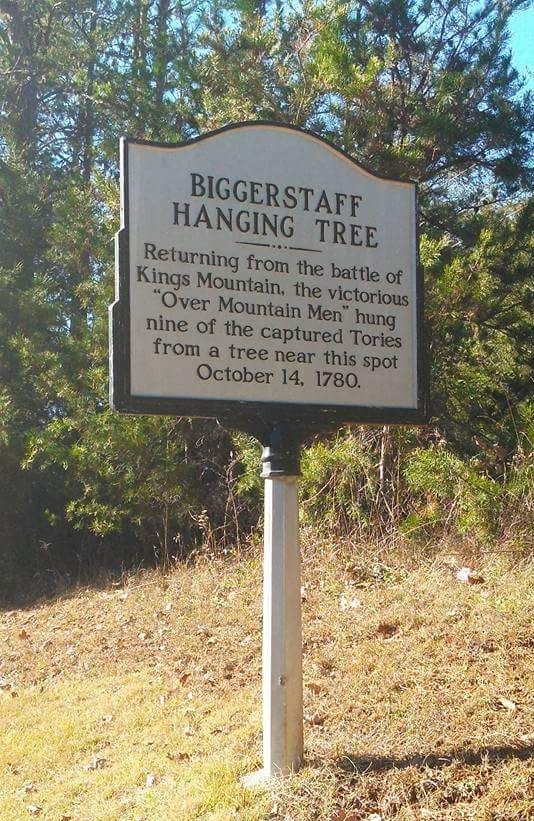 BIGGERSTAFF
HANGING TREE
Returning from the battle of
Kings Mountain, the victorious
"Over Mountain Men" hung
nine of the captured Tories
from a tree near this spot
October 14, 1780.